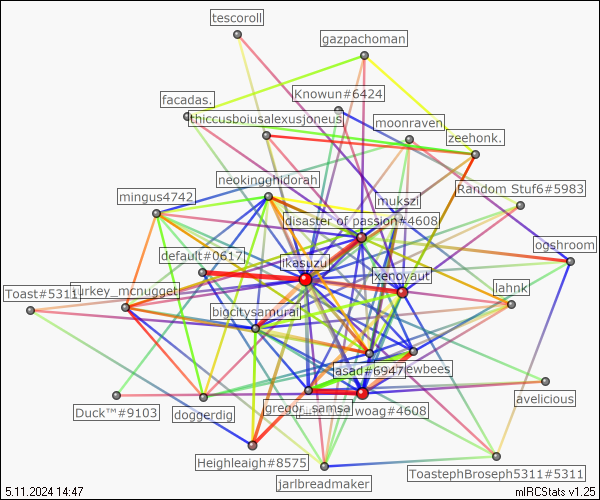 tescoroll
gazpachoman
Knowun#6424
facadas.
thiccusboiusalexusjoneus
moonraven
zeehonk.
neokingghidorah
Random Stuf6#5983
mingus4742
mukszi
disaster of passion#4608
default#0617
ikasuzu
ogshroom
xenoyaut
Toast#5311
Turkey_mcnugget
lahnk
bigcitysamurai
asad#6947
ewbees
avelicious
Duck™#9103
doggerdig
gregor_samsa
woag#4608
Heighleaigh#8575
ToastephBroseph5311#5311
jarlbreadmaker
5.11.2024 14:47
mIRCStats v1.25